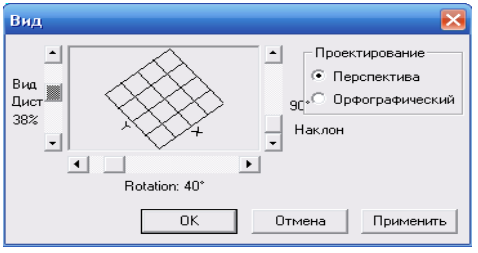 Вид
Вид
Дист
38%
Проектирование
Перспектива
Орфографический
90°
Наклон
Rotation: 40°
OK
Отмена
Применить